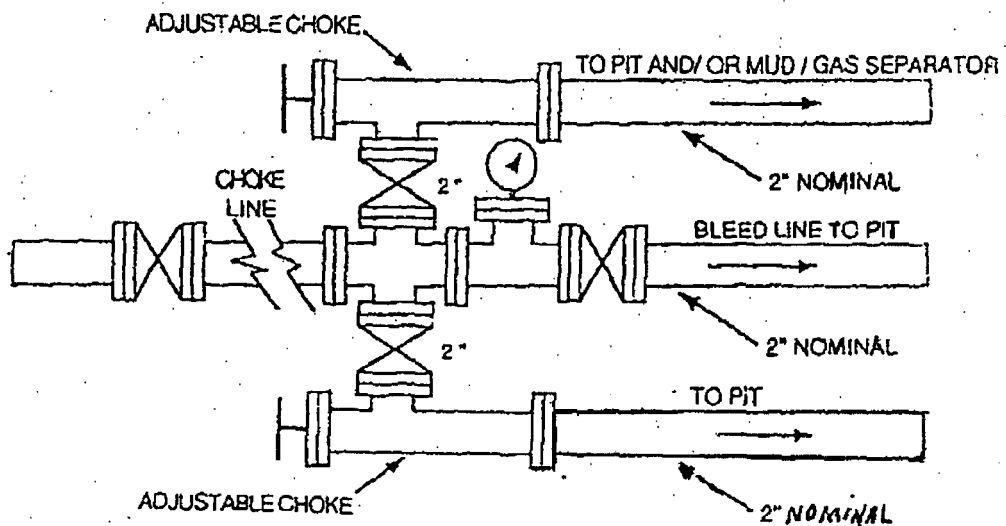 ADJUSTABLE CHOKE
TO PIT AND/OR MUD / GAS SEPARATOR
2" NOMINAL
2"
CHOKE
LINE
BLEED LINE TO PIT
2" NOMINAL
2"
TO PIT
ADJUSTABLE CHOKE
2" NOMINAL